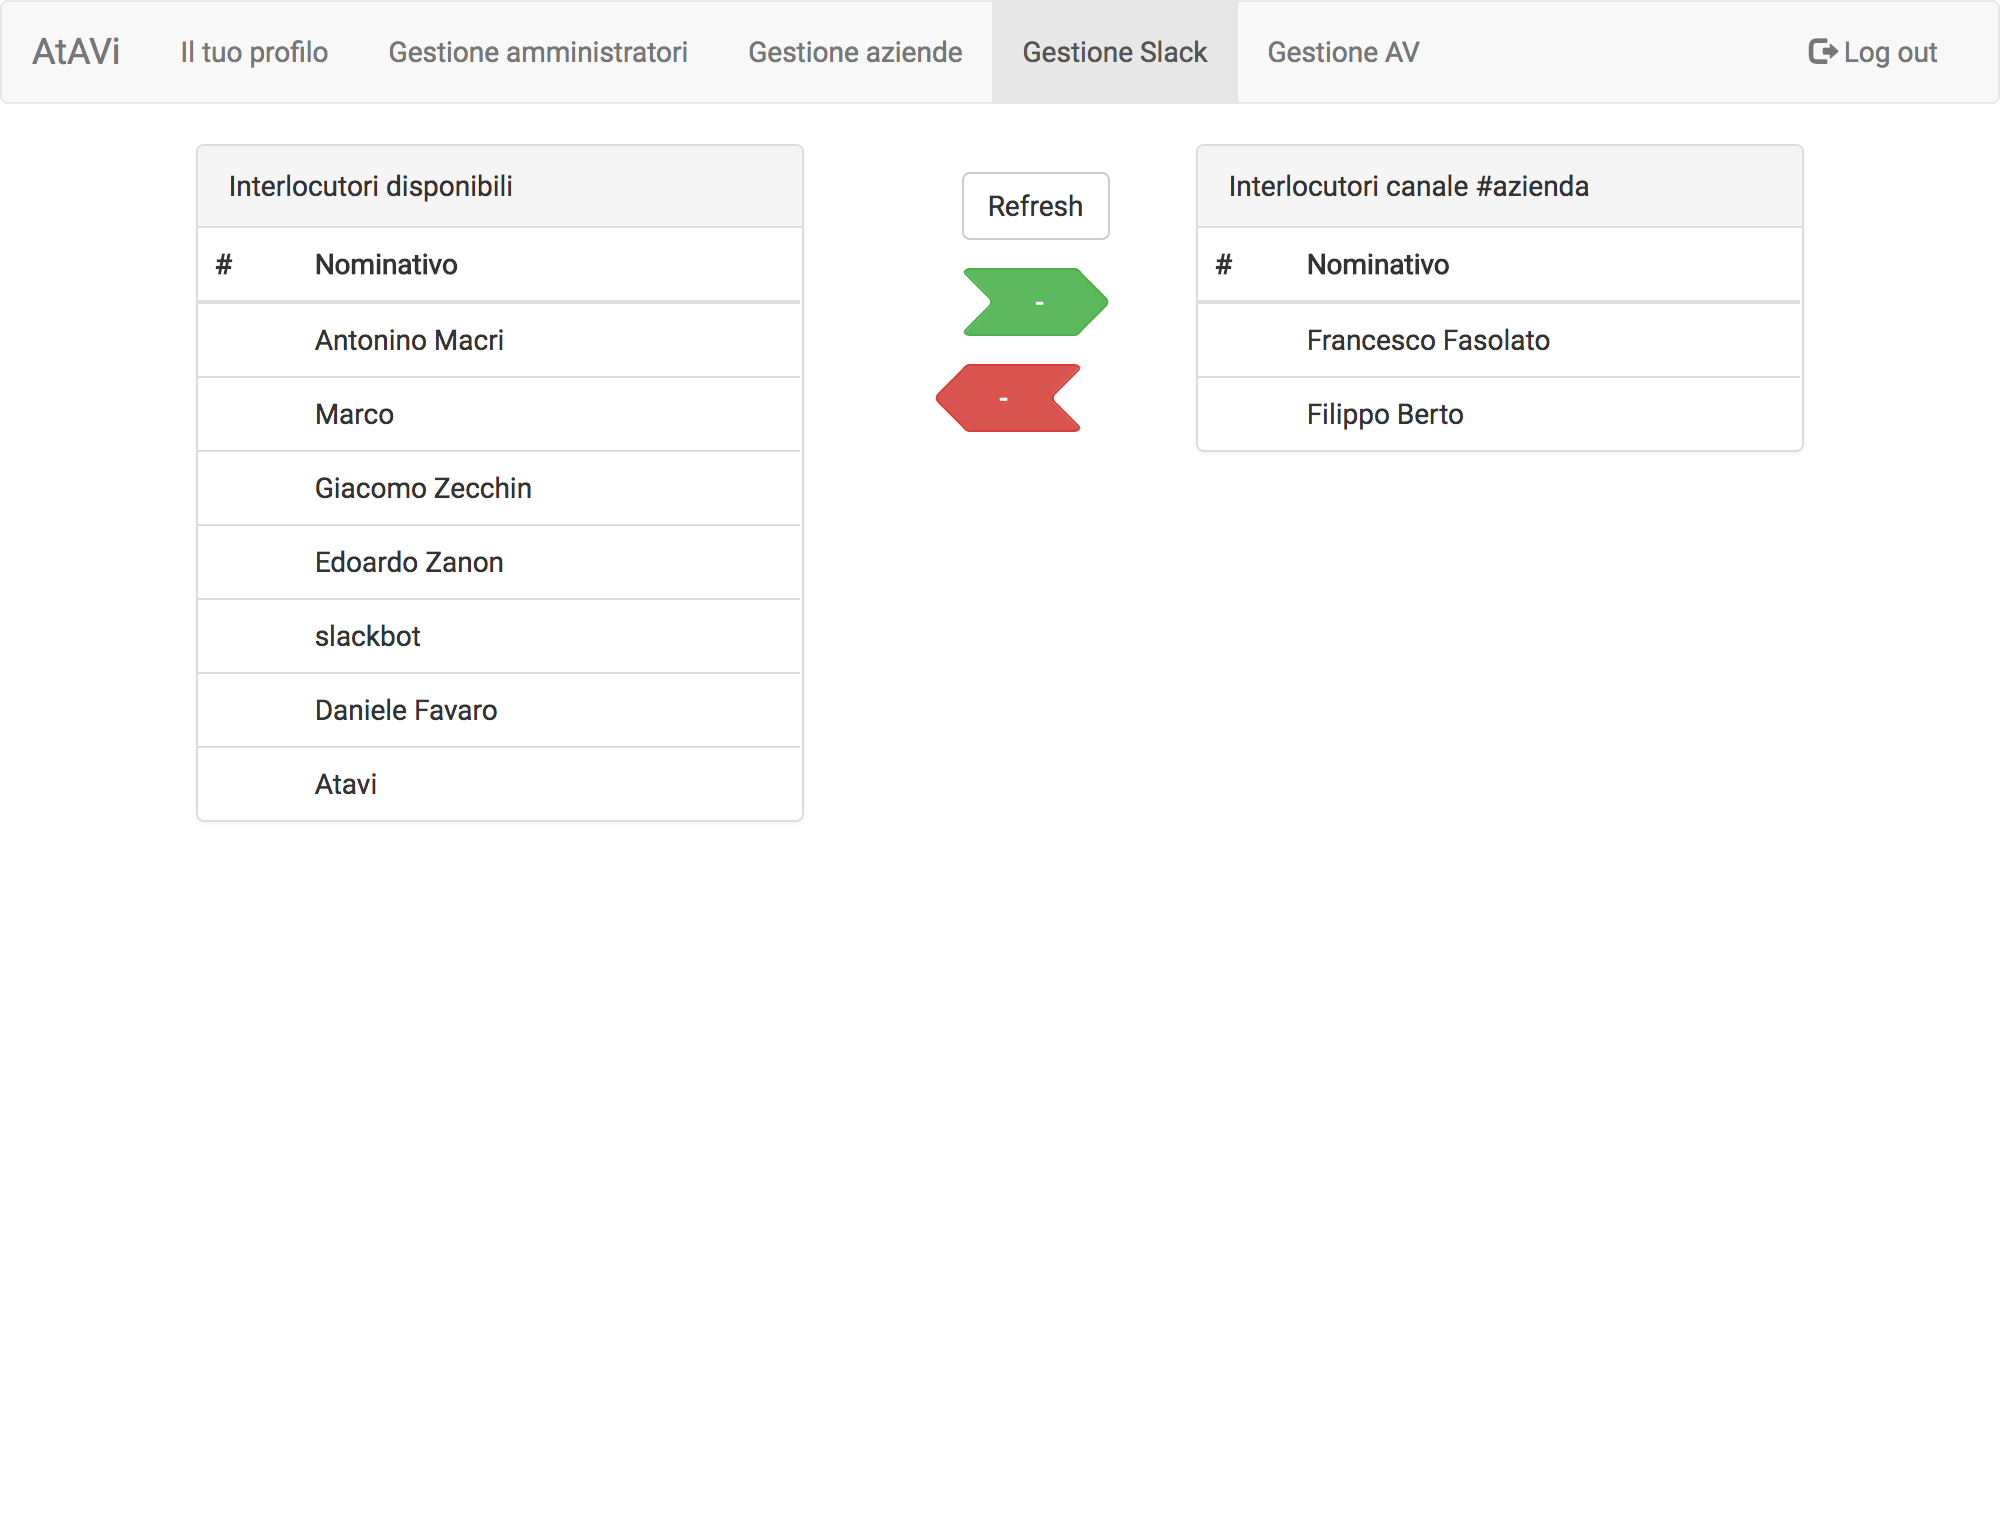 AtAVi Il tuo profilo Gestione amministratori Gestione aziende Gestione Slack Gestione AV Log out
Interlocutori disponibili
# Nominativo
Antonino Macri
Marco
Giacomo Zecchin
Edoardo Zanon
slackbot
Daniele Favaro
Atavi
Refresh
-
-
Interlocutori canale #azienda
# Nominativo
Francesco Fasolato
Filippo Berto